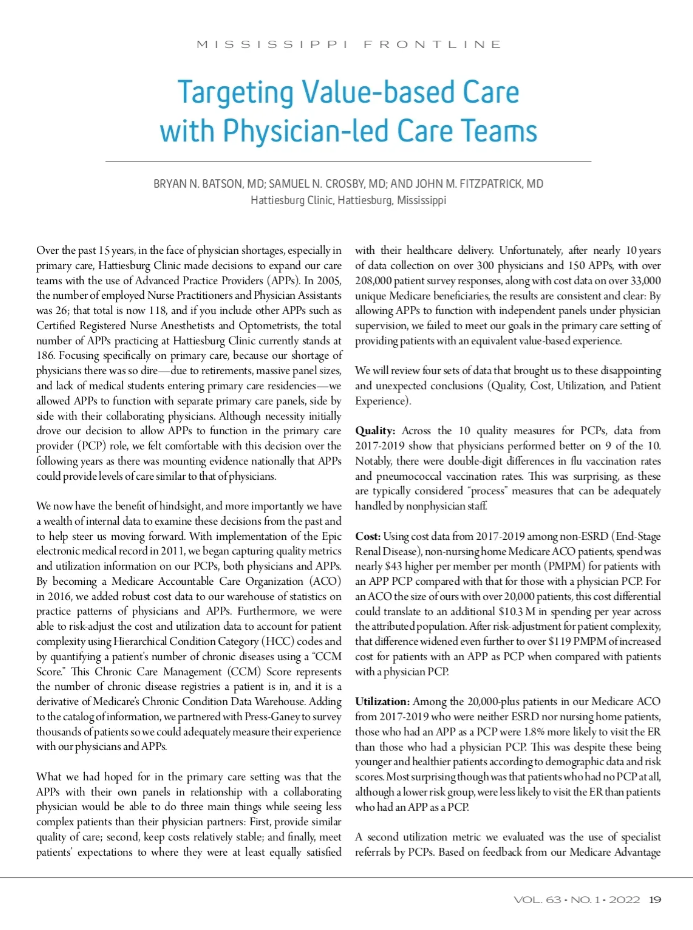 MISSISSIPPI FRONTLINE
Targeting Value-based Care
with Physician-led Care Teams
BRYAN N. BATSON, MD; SAMUEL N. CROSBY, MD; AND JOHN M. FITZPATRICK, MD
Hattiesburg Clinic, Hattiesburg, Mississippi
Over the past 15 years, in the face of physician shortages, especially in
primary care, Hattiesburg Clinic made decisions to expand our care
teams with the use of Advanced Practice Providers (APPs). In 2005,
the number of employed Nurse Practitioners and Physician Assistants
was 26; that total is now 118, and if you include other APPs such as
Certified Registered Nurse Anesthetists and Optometrists, the total
number of APPs practicing at Hattiesburg Clinic currently stands at
186. Focusing specifically on primary care, because our shortage of
physicians there was so dire—due to retirements, massive panel sizes,
and lack of medical students entering primary care residencies—we
allowed APPs to function with separate primary care panels, side by
side with their collaborating physicians. Although necessity initially
drove our decision to allow APPs to function in the primary care
provider (PCP) role, we felt comfortable with this decision over the
following years as there was mounting evidence nationally that APPs
could provide levels of care similar to that of physicians.
We now have the benefit of hindsight, and more importantly we have
a wealth of internal data to examine these decisions from the past and
to help steer us moving forward. With implementation of the Epic
electronic medical record in 2011, we began capturing quality metrics
and utilization information on our PCPs, both physicians and APPs.
By becoming a Medicare Accountable Care Organization (ACO)
in 2016, we added robust cost data to our warehouse of statistics on
practice patterns of physicians and APPs. Furthermore, we were
able to risk-adjust the cost and utilization data to account for patient
complexity using Hierarchical Condition Category (HCC) codes and
by quantifying a patient's number of chronic diseases using a "CCM
Score." This Chronic Care Management (CCM) Score represents
the number of chronic disease registries a patient is in, and it is a
derivative of Medicare's Chronic Condition Data Warehouse. Adding
to the catalog of information, we partnered with Press-Ganey to survey
thousands of patients so we could adequately measure their experience
with our physicians and APPs.
What we had hoped for in the primary care setting was that the
APPs with their own panels in relationship with a collaborating
physician would be able to do three main things while seeing less
complex patients than their physician partners: First, provide similar
quality of care; second, keep costs relatively stable; and finally, meet
patients' expectations to where they were at least equally satisfied
with their healthcare delivery. Unfortunately, after nearly 10 years
of data collection on over 300 physicians and 150 APPs, with over
208,000 patient survey responses, along with cost data on over 33,000
unique Medicare beneficiaries, the results are consistent and clear: By
allowing APPs to function with independent panels under physician
supervision, we failed to meet our goals in the primary care setting of
providing patients with an equivalent value-based experience.
We will review four sets of data that brought us to these disappointing
and unexpected conclusions (Quality, Cost, Utilization, and Patient
Experience).
Quality: Across the 10 quality measures for PCPs, data from
2017-2019 show that physicians performed better on 9 of the 10.
Notably, there were double-digit differences in flu vaccination rates
and pneumococcal vaccination rates. This was surprising, as these
are typically considered "process" measures that can be adequately
handled by nonphysician staff.
Cost: Using cost data from 2017-2019 among non-ESRD (End-Stage
Renal Disease), non-nursing home Medicare ACO patients, spend was
nearly $43 higher per member per month (PMPM) for patients with
an APP PCP compared with that for those with a physician PCP. For
an ACO the size of ours with over 20,000 patients, this cost differential
could translate to an additional $10.3 M in spending per year across
the attributed population. After risk-adjustment for patient complexity,
that difference widened even further to over $119 PMPM of increased
cost for patients with an APP as PCP when compared with patients
with a physician PCP.
Utilization: Among the 20,000-plus patients in our Medicare ACO
from 2017-2019 who were neither ESRD nor nursing home patients,
those who had an APP as a PCP were 1.8% more likely to visit the ER
than those who had a physician PCP. This was despite these being
younger and healthier patients according to demographic data and risk
scores. Most surprising though was that patients who had no PCP at all,
although a lower risk group, were less likely to visit the ER than patients
who had an APP as a PCP.
A second utilization metric we evaluated was the use of specialist
referrals by PCPs. Based on feedback from our Medicare Advantage
VOL. 63 • NO. 1 • 2022 19